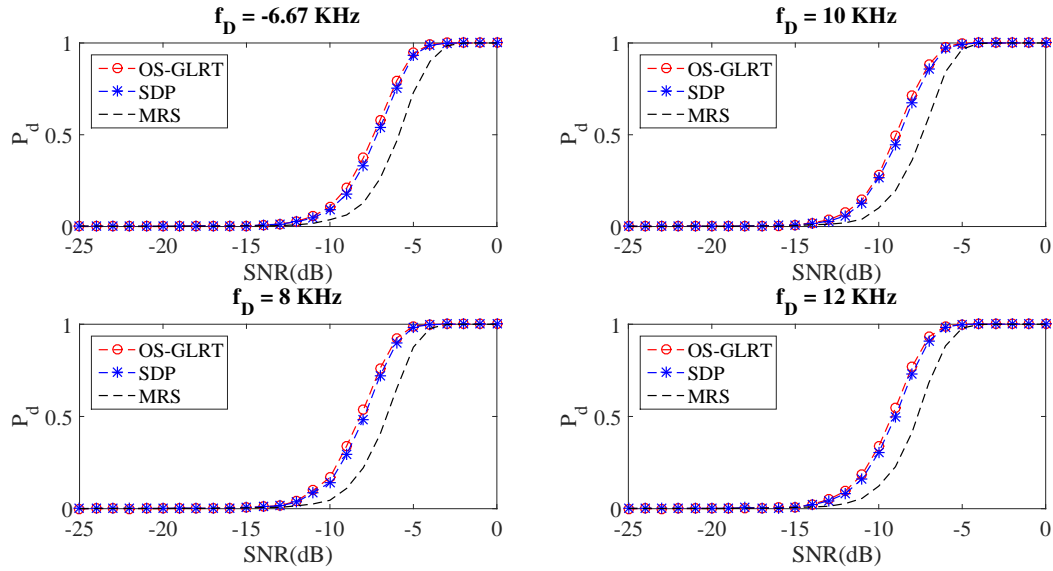 f_D = -6.67 KHz
P_d
1
0.5
0
OS-GLRT
SDP
MRS
-25 -20 -15 -10 -5 0
SNR(dB)
f_D = 10 KHz
P_d
1
0.5
0
OS-GLRT
SDP
MRS
-25 -20 -15 -10 -5 0
SNR(dB)
f_D = 8 KHz
P_d
1
0.5
0
OS-GLRT
SDP
MRS
-25 -20 -15 -10 -5 0
SNR(dB)
f_D = 12 KHz
P_d
1
0.5
0
OS-GLRT
SDP
MRS
-25 -20 -15 -10 -5 0
SNR(dB)